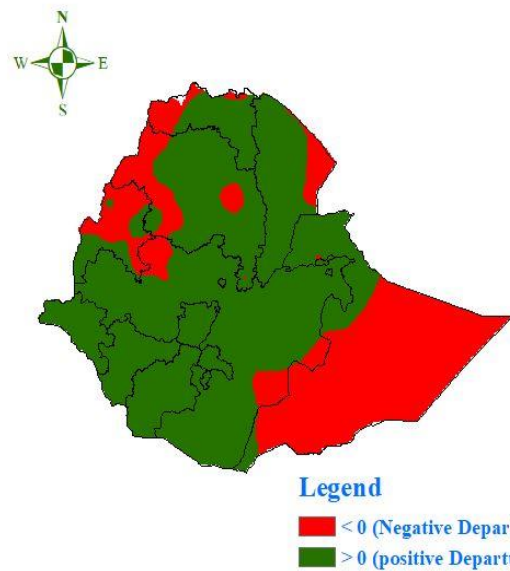 N
W E
S
Legend
< 0 (Negative Depar
> 0 (positive Departu